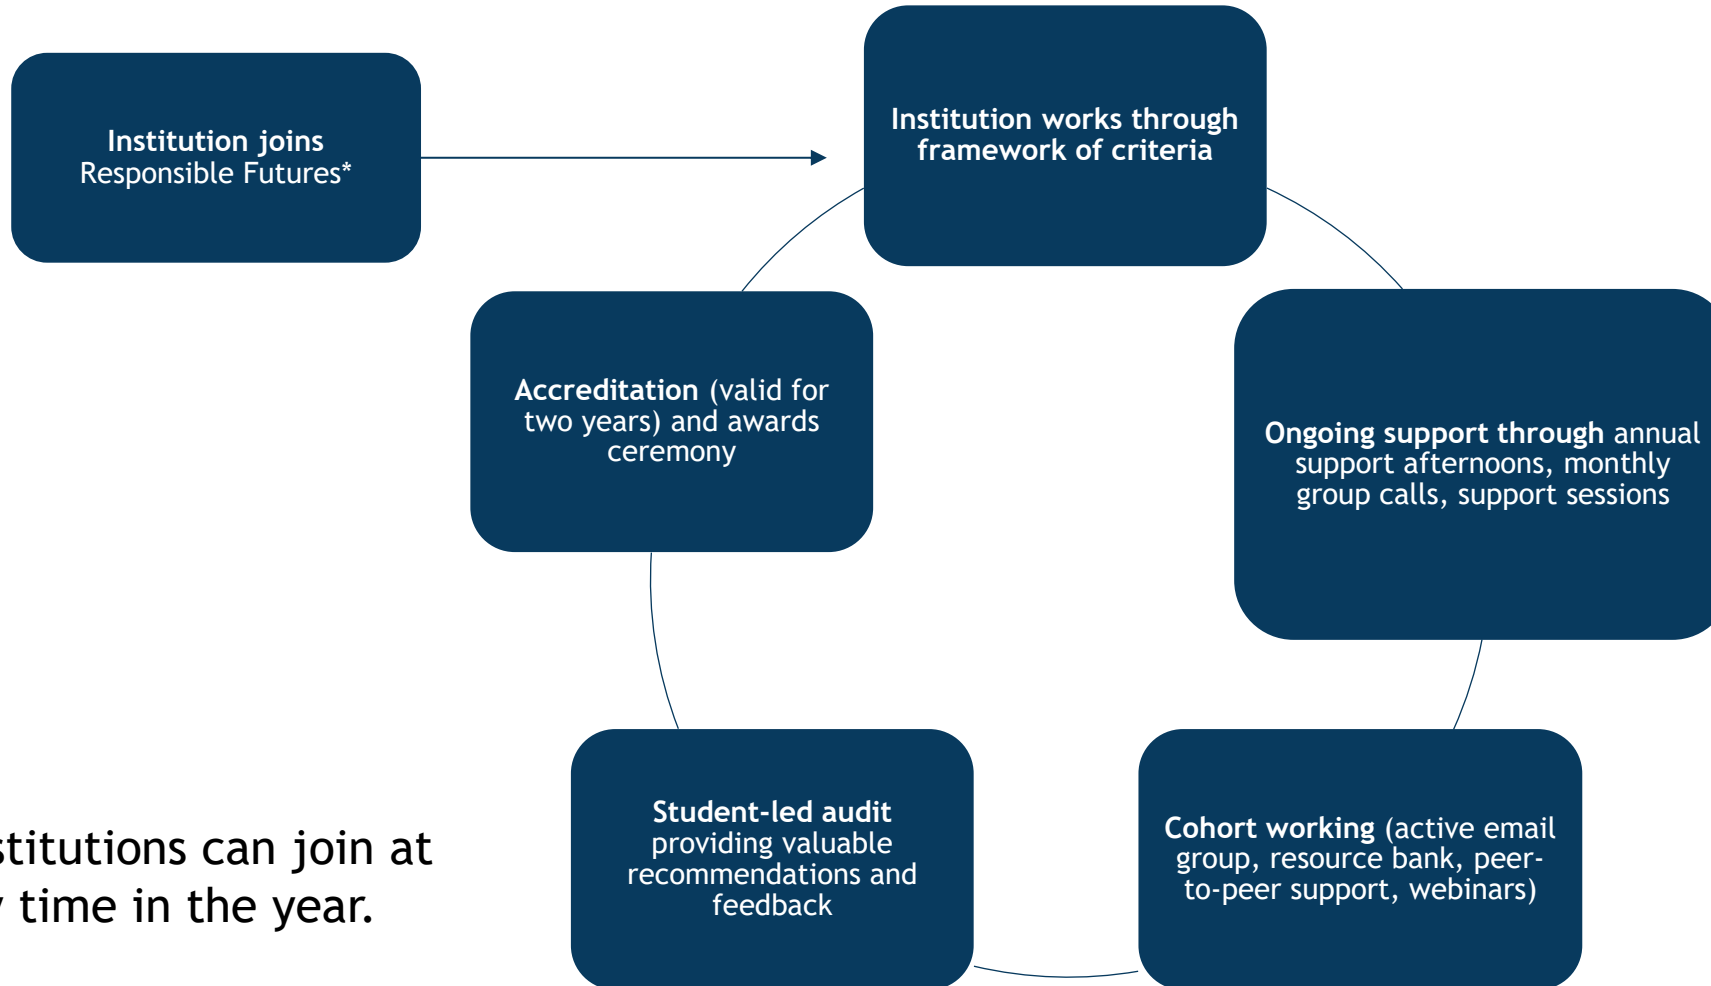 Institution joins
Responsible Futures*
Institution works through
framework of criteria
Accreditation (valid for
two years) and awards
ceremony
Ongoing support through annual
support afternoons, monthly
group calls, support sessions
Student-led audit
providing valuable
recommendations and
feedback
Cohort working (active email
group, resource bank, peer-
to-peer support, webinars)
stitutions can join at
time in the year.